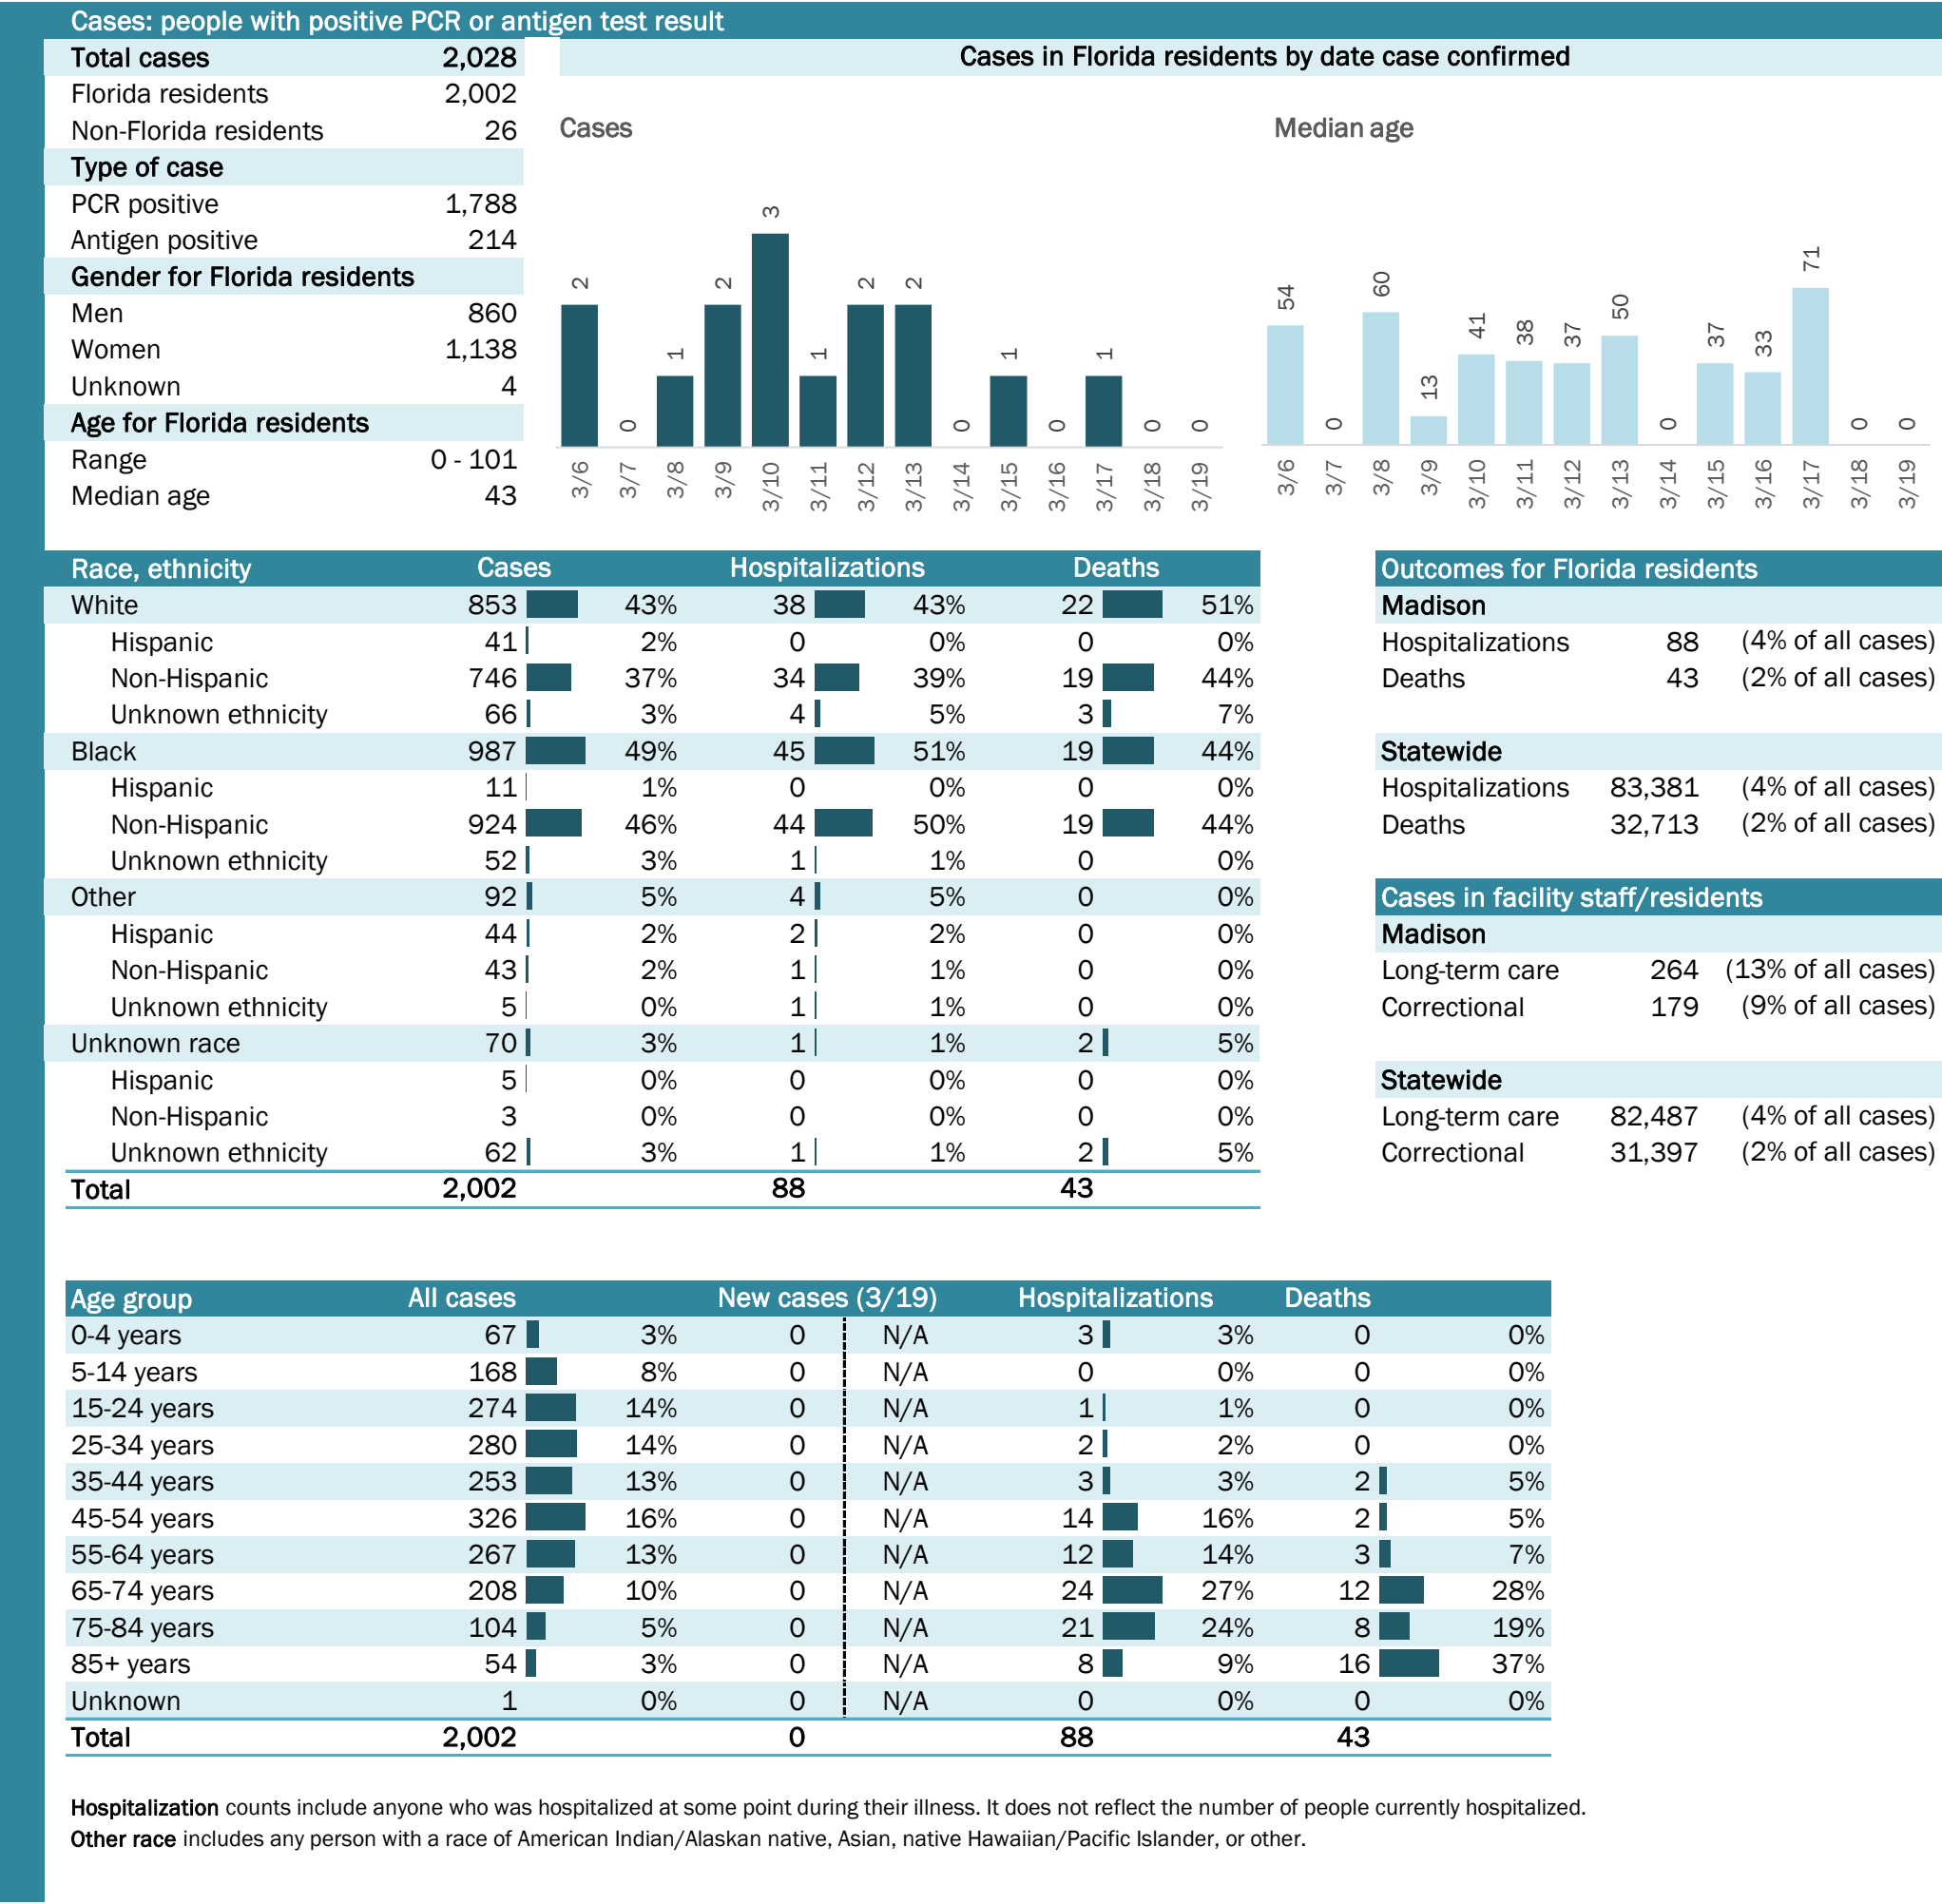 Cases: people with positive PCR or antigen test result
Total cases 2,028
Florida residents 2,002
Non-Florida residents 26
Type of case
PCR positive 1,788
Antigen positive 214
Gender for Florida residents
Men 860
Women 1,138
Unknown 4
Age for Florida residents
Range 0 - 101
Median age 43
Cases in Florida residents by date case confirmed
Cases
2 0 1 2 3 1 2 2 0 1 0 1 0 0
3/6 3/7 3/8 3/9 3/10 3/11 3/12 3/13 3/14 3/15 3/16 3/17 3/18 3/19
Median age
54 0 60 13 41 38 37 50 0 37 33 71 0 0
3/6 3/7 3/8 3/9 3/10 3/11 3/12 3/13 3/14 3/15 3/16 3/17 3/18 3/19
Race, ethnicity Cases Hospitalizations Deaths
White 853 43% 38 43% 22 51%
Hispanic 41 2% 0 0% 0 0%
Non-Hispanic 746 37% 34 39% 19 44%
Unknown ethnicity 66 3% 4 5% 3 7%
Black 987 49% 45 51% 19 44%
Hispanic 11 1% 0 0% 0 0%
Non-Hispanic 924 46% 44 50% 19 44%
Unknown ethnicity 52 3% 1 1% 0 0%
Other 92 5% 4 5% 0 0%
Hispanic 44 2% 2 2% 0 0%
Non-Hispanic 43 2% 1 1% 0 0%
Unknown ethnicity 5 0% 1 1% 0 0%
Unknown race 70 3% 1 1% 2 5%
Hispanic 5 0% 0 0% 0 0%
Non-Hispanic 3 0% 0 0% 0 0%
Unknown ethnicity 62 3% 1 1% 2 5%
Total 2,002 88 43
Outcomes for Florida residents
Madison
Hospitalizations 88 (4% of all cases)
Deaths 43 (2% of all cases)
Statewide
Hospitalizations 83,381 (4% of all cases)
Deaths 32,713 (2% of all cases)
Cases in facility staff/residents
Madison
Long-term care 264 (13% of all cases)
Correctional 179 (9% of all cases)
Statewide
Long-term care 82,487 (4% of all cases)
Correctional 31,397 (2% of all cases)
Age group All cases New cases (3/19) Hospitalizations Deaths
0-4 years 67 3% 0 N/A 3 3% 0 0%
5-14 years 168 8% 0 N/A 0 0% 0 0%
15-24 years 274 14% 0 N/A 1 1% 0 0%
25-34 years 280 14% 0 N/A 2 2% 0 0%
35-44 years 253 13% 0 N/A 3 3% 2 5%
45-54 years 326 16% 0 N/A 14 16% 2 5%
55-64 years 267 13% 0 N/A 12 14% 3 7%
65-74 years 208 10% 0 N/A 24 27% 12 28%
75-84 years 104 5% 0 N/A 21 24% 8 19%
85+ years 54 3% 0 N/A 8 9% 16 37%
Unknown 1 0% 0 N/A 0 0% 0 0%
Total 2,002 0 88 43
Hospitalization counts include anyone who was hospitalized at some point during their illness. It does not reflect the number of people currently hospitalized.
Other race includes any person with a race of American Indian/Alaskan native, Asian, native Hawaiian/Pacific Islander, or other.